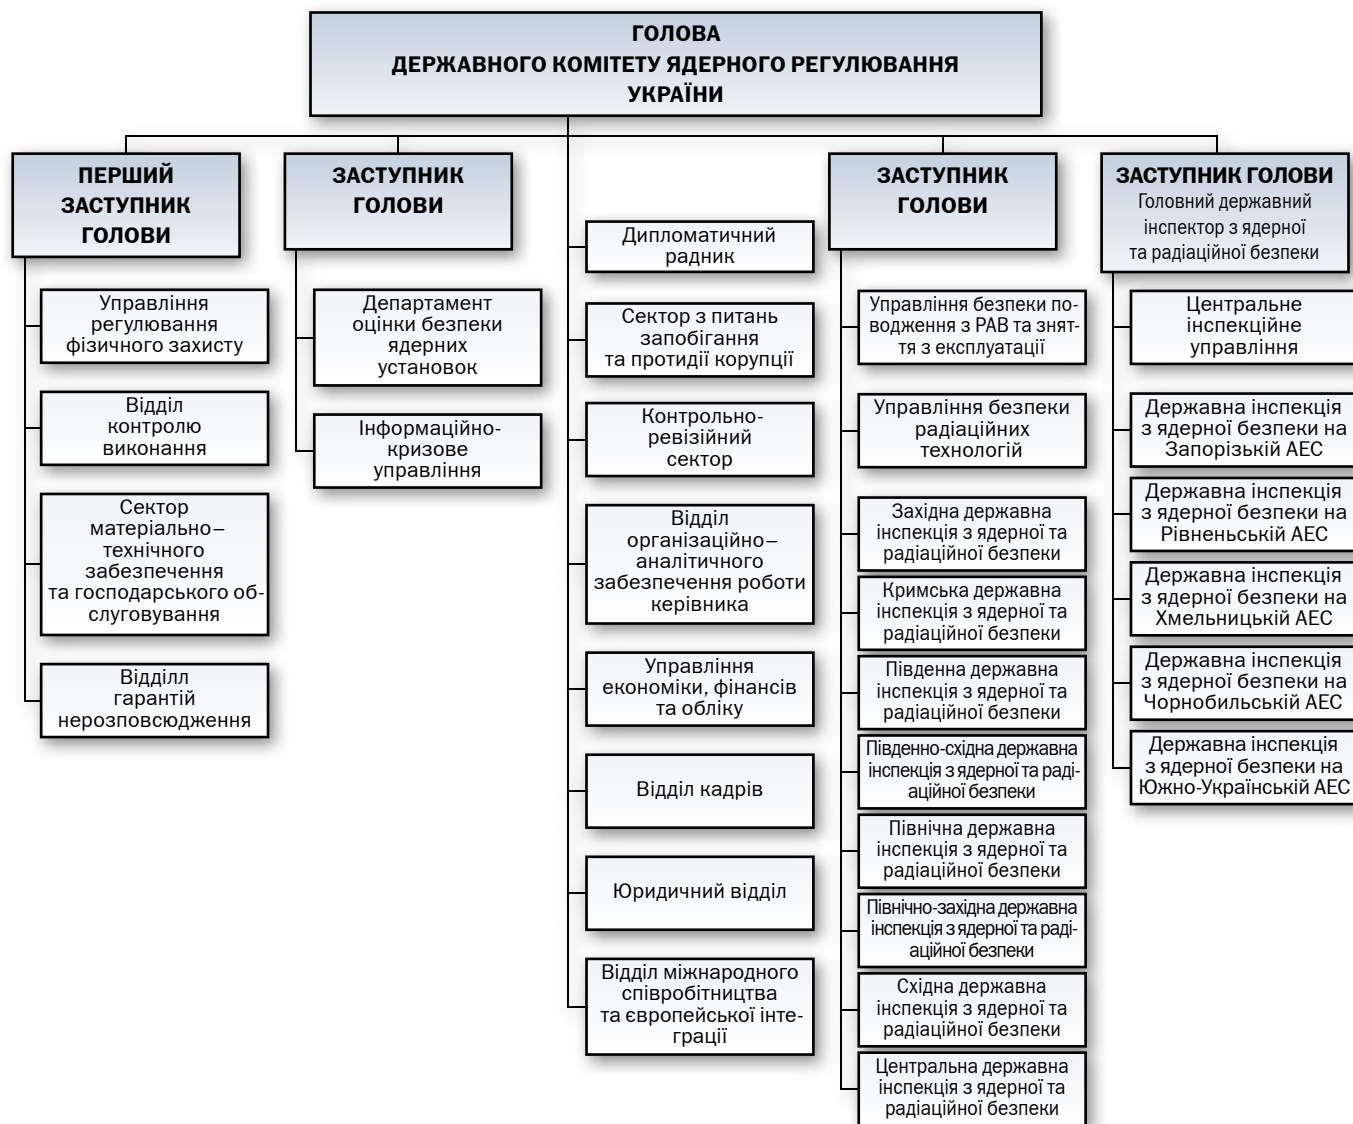 ГОЛОВА
ДЕРЖАВНОГО КОМІТЕТУ ЯДЕРНОГО РЕГУЛЮВАННЯ
УКРАЇНИ
ПЕРШИЙ
ЗАСТУПНИК
ГОЛОВИ
Управління
регулювання
фізичного захисту
Відділ
контролю
виконання
Сектор
матеріально–
технічного
забезпечення
та господарського об-
слуговування
Відділл
гарантій
нерозповсюдження
ЗАСТУПНИК
ГОЛОВИ
Департамент
оцінки безпеки
ядерних
установок
Інформаційно-
кризове
управління
Дипломатичний
радник
Сектор з питань
запобігання
та протидії корупції
Контрольно-
ревізійний
сектор
Відділ
організаційно–
аналітичного
забезпечення роботи
керівника
Управління
економіки, фінансів
та обліку
Відділ кадрів
Юридичний відділ
Відділ міжнародного
співробітництва
та європейської інте-
грації
ЗАСТУПНИК
ГОЛОВИ
Управління безпеки по-
водження з РАВ та знят-
тя з експлуатації
Управління безпеки
радіаційних
технологій
Західна державна
інспекція з ядерної та
радіаційної безпеки
Кримська державна
інспекція з ядерної та
радіаційної безпеки
Південна державна
інспекція з ядерної та
радіаційної безпеки
Південно-східна державна
інспекція з ядерної та раді-
аційної безпеки
Північна державна
інспекція з ядерної та
радіаційної безпеки
Північно-західна державна
інспекція з ядерної та раді-
аційної безпеки
Східна державна
інспекція з ядерної та
радіаційної безпеки
Центральна державна
інспекція з ядерної та
радіаційної безпеки
ЗАСТУПНИК ГОЛОВИ
Головний державний
інспектор з ядерної
та радіаційної безпеки
Центральне
інспекційне
управління
Державна інспекція
з ядерної безпеки на
Запорізькій АЕС
Державна інспекція
з ядерної безпеки на
Рівненьській АЕС
Державна інспекція
з ядерної безпеки на
Хмельницькій АЕС
Державна інспекція
з ядерної безпеки на
Чорнобильській АЕС
Державна інспекція
з ядерної безпеки на
Южно-Українській АЕС